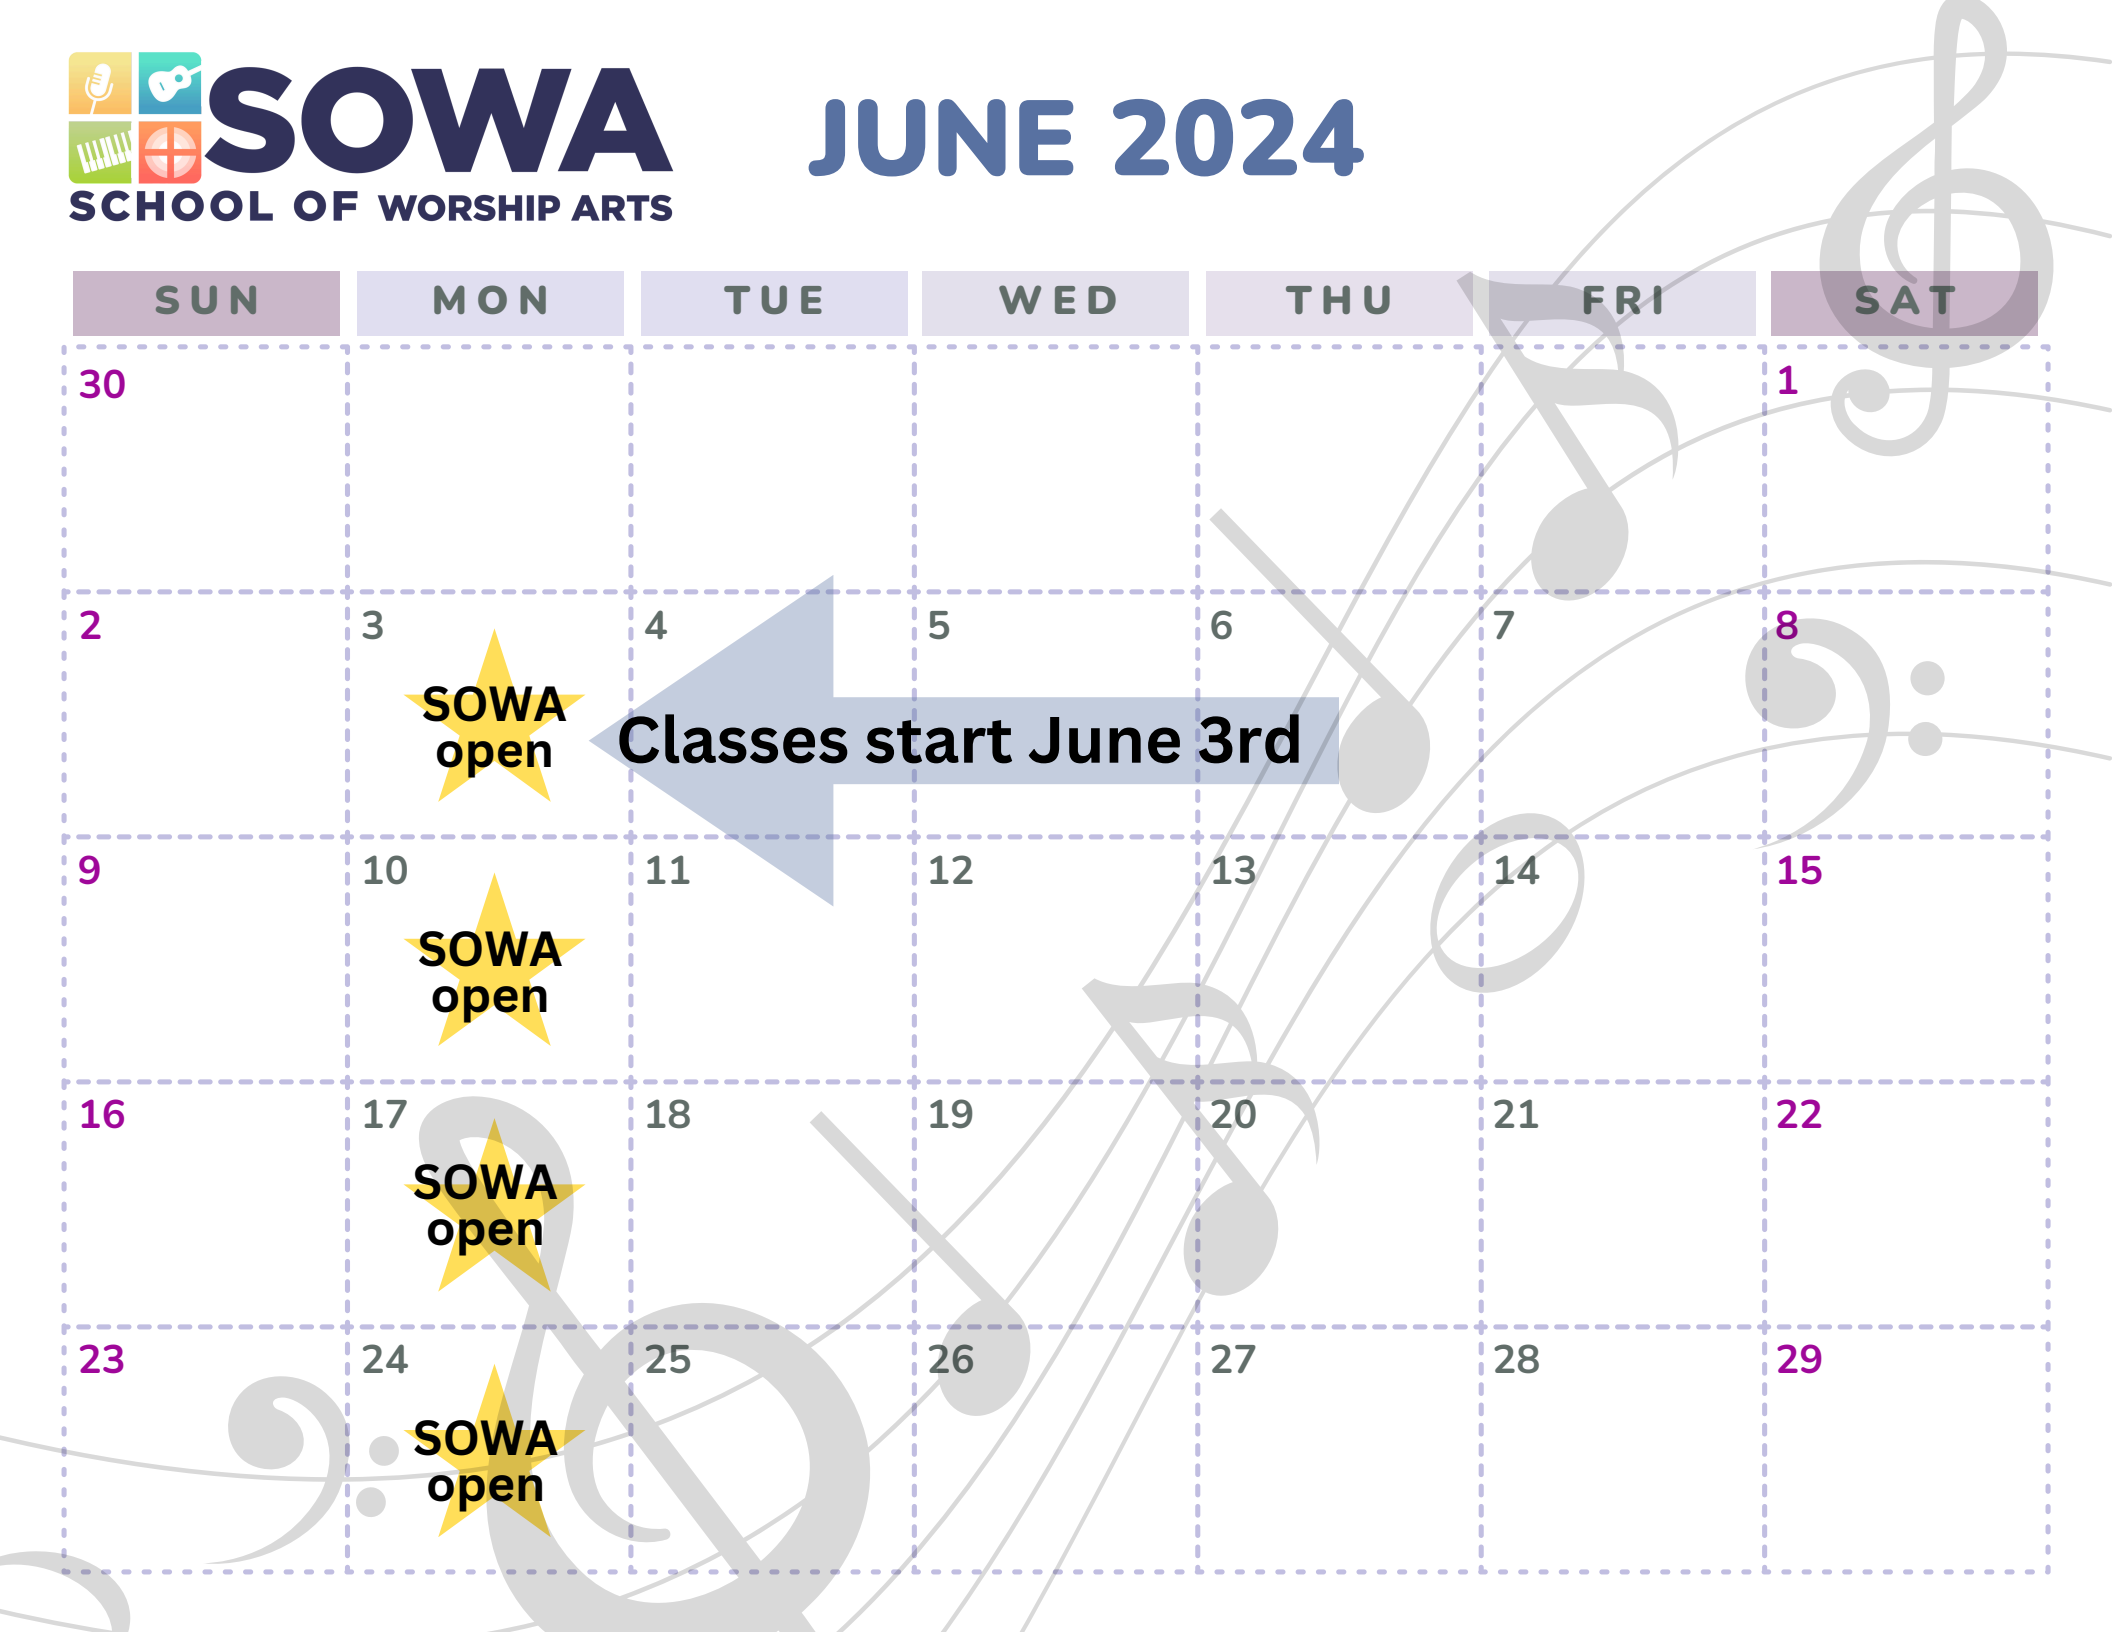 SOWA
SCHOOL OF WORSHIP ARTS
JUNE 2024
SUN MON TUE WED THU FRI SAT
30 1
2 3 4 5 6 7 8
SOWA
open
Classes start June 3rd
9 10 11 12 13 14 15
SOWA
open
16 17 18 19 20 21 22
SOWA
open
23 24 25 26 27 28 29
SOWA
open